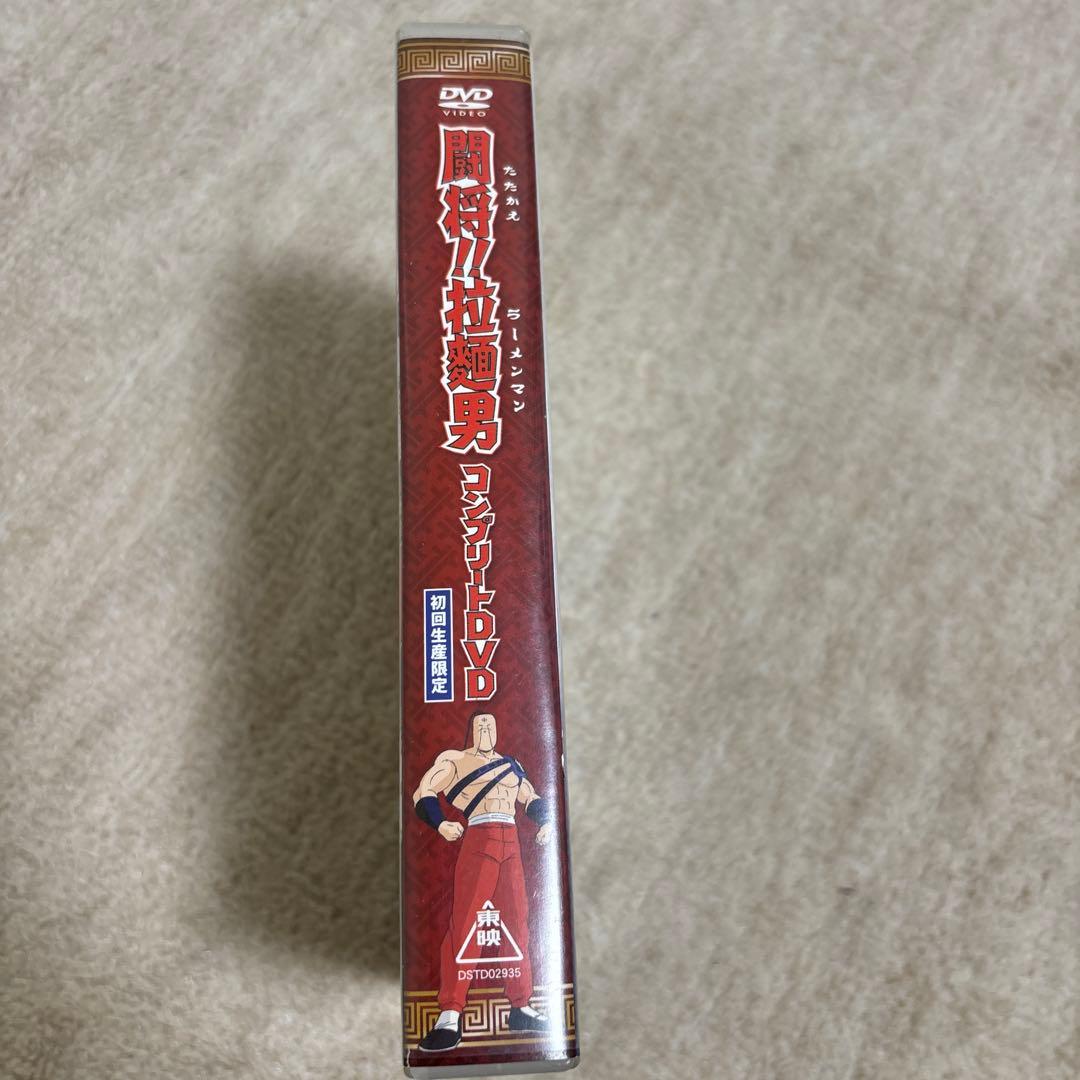 DVD
VIDEO
闘将!!拉麵男
たたかえ
ラーメンマン
コンプリートDVD
初回生産限定
東映
DSTD02935